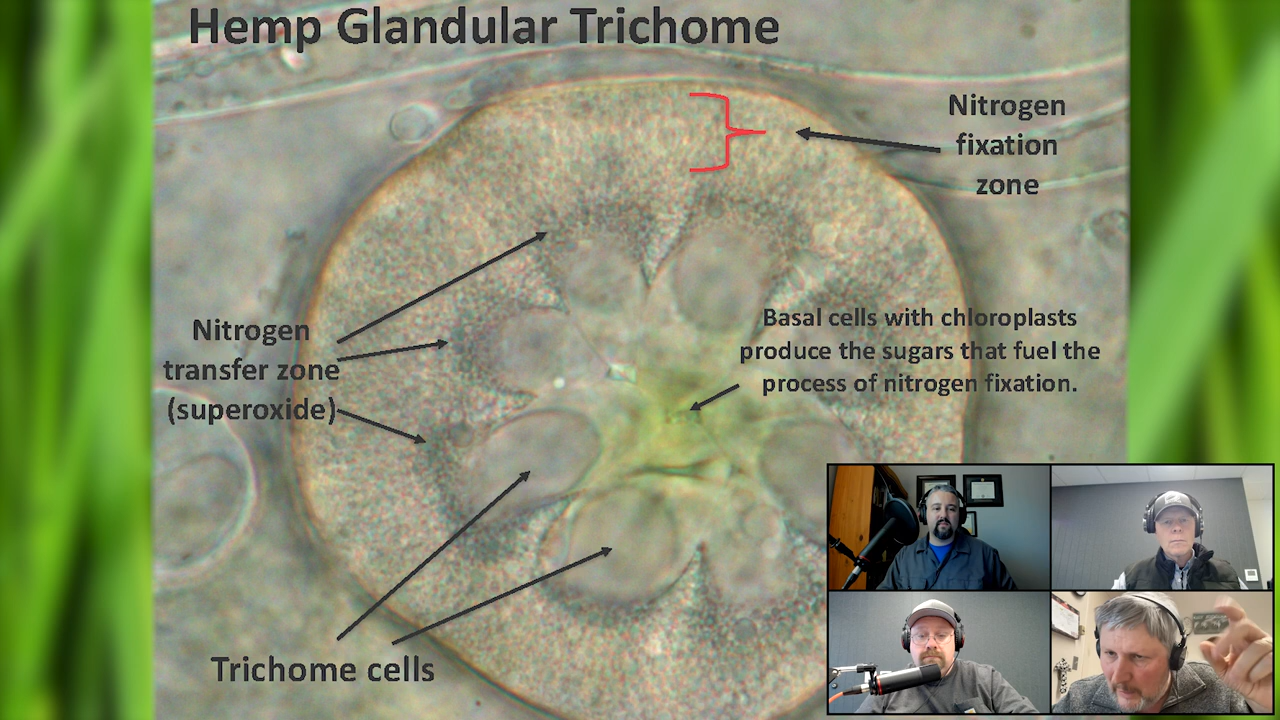 Hemp Glandular Trichome
Nitrogen
fixation
zone
Nitrogen
transfer zone
(superoxide)
Basal cells with chloroplasts
produce the sugars that fuel the
process of nitrogen fixation.
Trichome cells